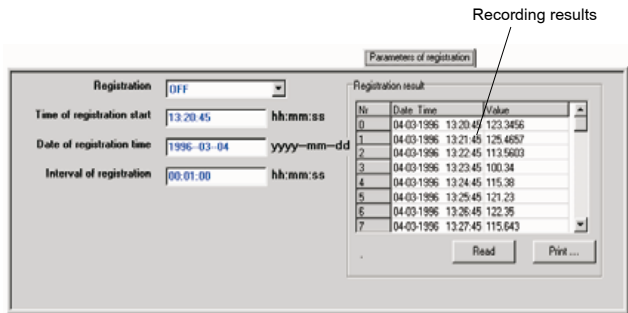 Recording results
Parameters of registration
Registration OFF
Time of registration start 13:20:45 hh:mm:ss
Date of registration time 1996-03-04 yyyy-mm-dd
Interval of registration 00:01:00 hh:mm:ss
Registration result
Nr Date Time Value
0 04-03-1996 13:20:45 123.3456
1 04-03-1996 13:21:45 125.4657
2 04-03-1996 13:22:45 113.5603
3 04-03-1996 13:23:45 100.34
4 04-03-1996 13:24:45 115.38
5 04-03-1996 13:25:45 121.23
6 04-03-1996 13:26:45 122.35
7 04-03-1996 13:27:45 115.643
Read Print ....